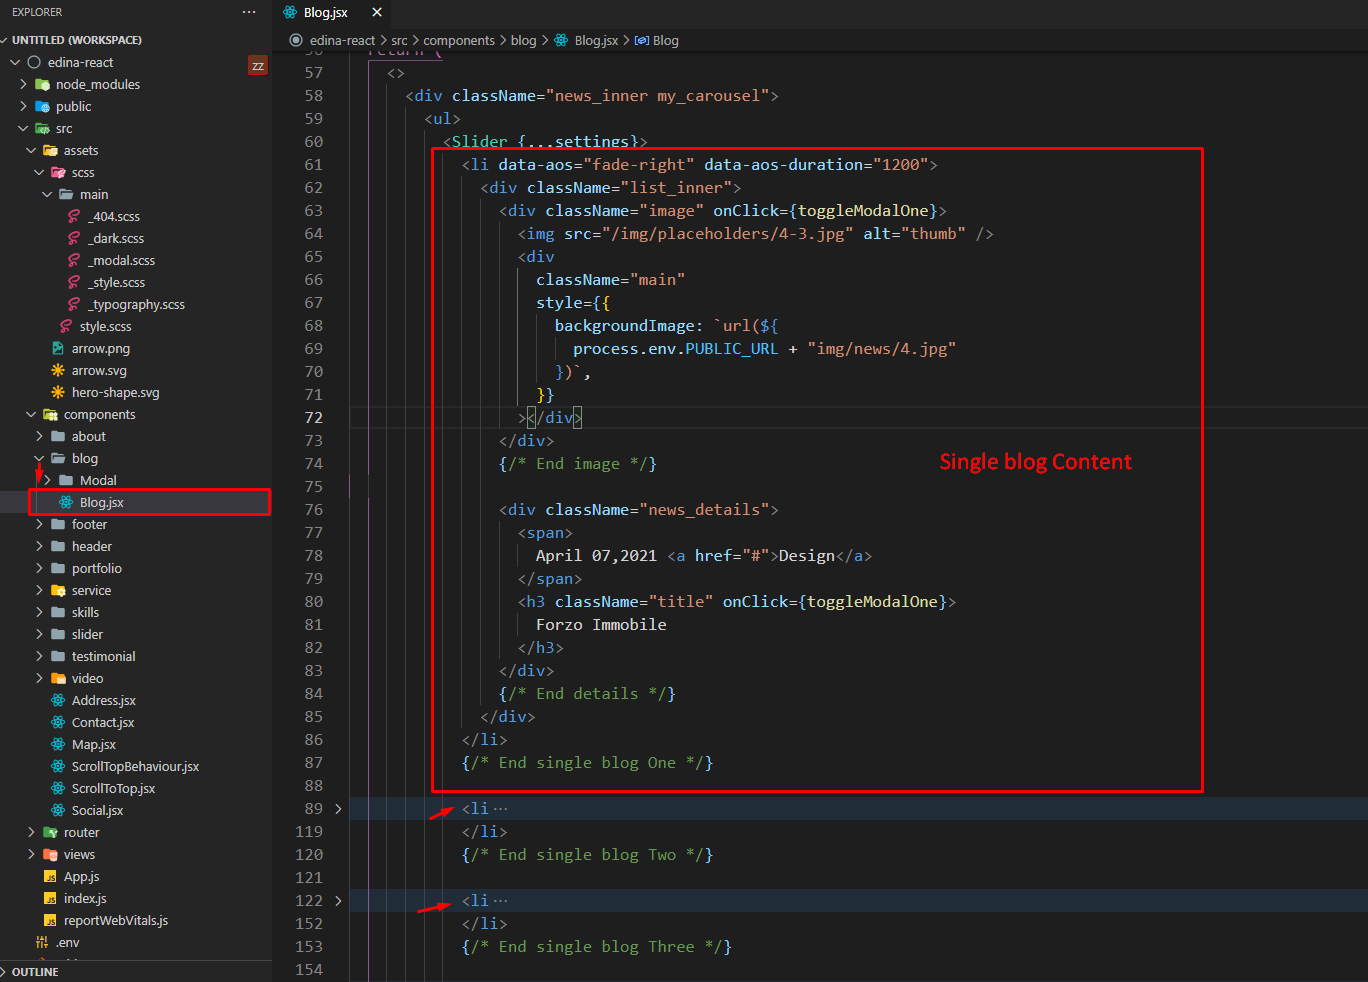 EXPLORER
UNTITLED (WORKSPACE)
edina-react
ZZ
node_modules
public
src
assets
scss
main
_404.scss
_dark.scss
_modal.scss
_style.scss
_typography.scss
style.scss
arrow.png
arrow.svg
hero-shape.svg
components
about
blog
Modal
Blog.jsx
footer
header
portfolio
service
skills
slider
testimonial
video
Address.jsx
Contact.jsx
Map.jsx
ScrollTopBehaviour.jsx
ScrollToTop.jsx
Social.jsx
router
views
App.js
index.js
reportWebVitals.js
.env
OUTLINE
Blog.jsx
edina-react > src > components > blog > Blog.jsx > Blog
56 return (
57 <>
58 <div className="news_inner my_carousel">
59 <ul>
60 <Slider {...settings}>
61 <li data-aos="fade-right" data-aos-duration="1200">
62 <div className="list_inner">
63 <div className="image" onClick={toggleModalOne}>
64 <img src="/img/placeholders/4-3.jpg" alt="thumb" />
65 <div
66 className="main"
67 style={{
68 backgroundImage: `url(${
69 process.env.PUBLIC_URL + "img/news/4.jpg"
70 })`,
71 }}
72 ></div>
73 </div>
74 {/* End image */}
75
76 <div className="news_details">
77 <span>
78 April 07,2021 <a href="#">Design</a>
79 </span>
80 <h3 className="title" onClick={toggleModalOne}>
81 Forzo Immobile
82 </h3>
83 </div>
84 {/* End details */}
85 </div>
86 </li>
87 {/* End single blog One */}
88
89 <li ...
119 </li>
120 {/* End single blog Two */}
121
122 <li ...
152 </li>
153 {/* End single blog Three */}
154
Single blog Content